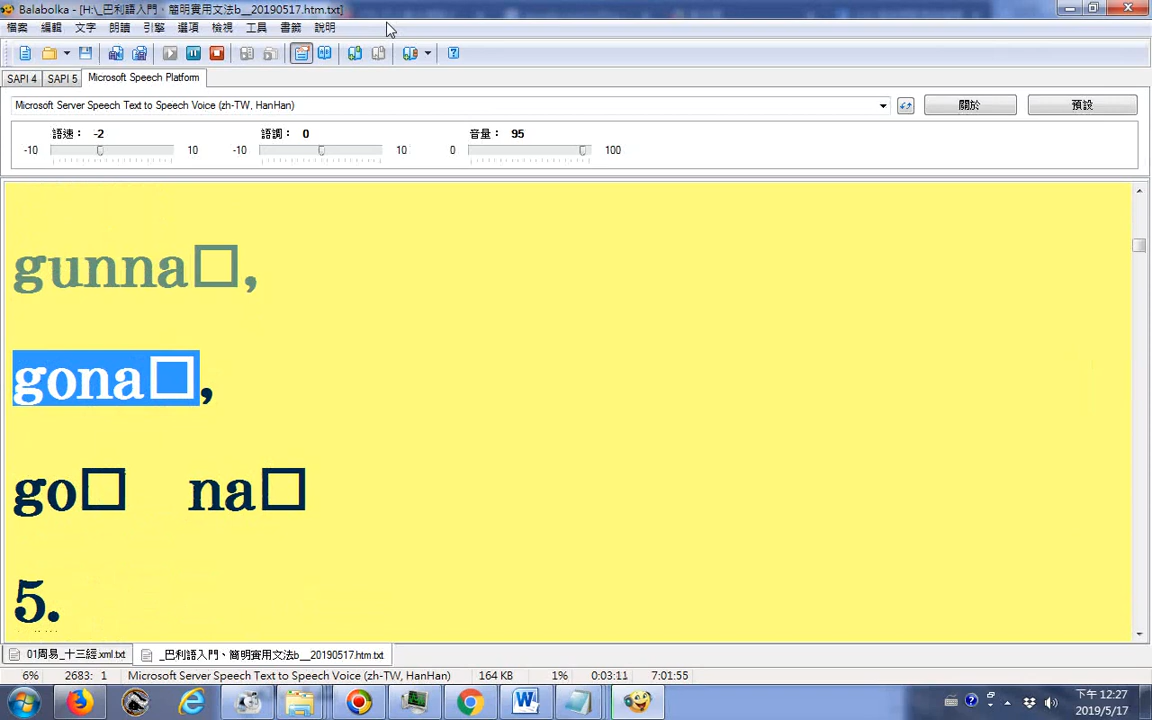 Balabolka - [H:\_巴利語入門、簡明實用文法b__20190517.htm.txt]
檔案 編輯 文字 朗讀 引擎 選項 檢視 工具 書籤 說明
SAPI 4 SAPI 5 Microsoft Speech Platform
Microsoft Server Speech Text to Speech Voice (zh-TW, HanHan) 關於 預設
語速： -2 語調： 0 音量： 95
-10 10 -10 10 0 100
gunna□,
gona□,
go□ na□
5.
01周易_十三經.xml.txt _巴利語入門、簡明實用文法b__20190517.htm.txt
6% 2683: 1 Microsoft Server Speech Text to Speech Voice (zh-TW, HanHan) 164 KB 1% 0:03:11 7:01:55
下午 12:27
2019/5/17